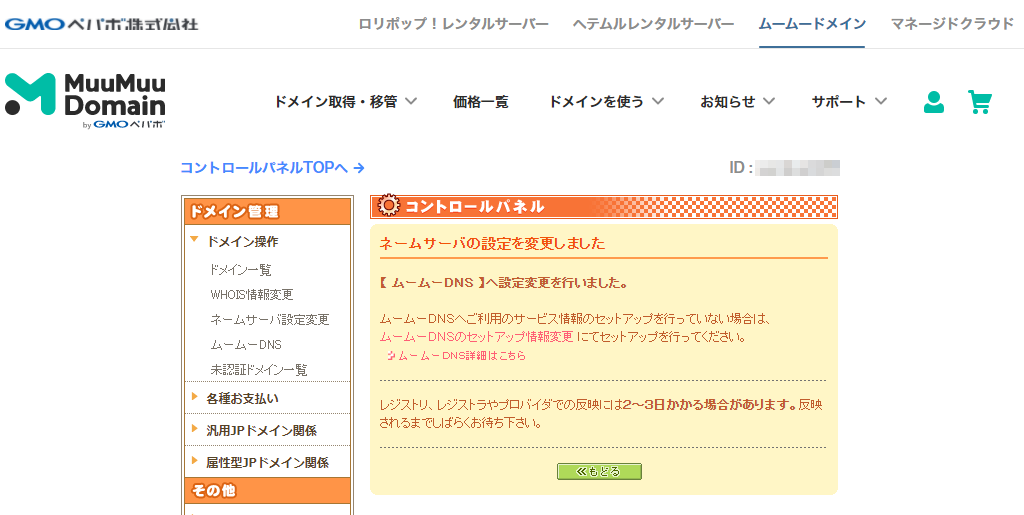 GMOペパボ株式会社
ロリポップ！レンタルサーバー ヘテムルレンタルサーバー ムームードメイン マネージドクラウド
MuuMuu
Domain
by GMOペパボ
ドメイン取得・移管 価格一覧 ドメインを使う お知らせ サポート
コントロールパネルTOPへ →
ID :
ドメイン管理
ドメイン操作
ドメイン一覧
WHOIS情報変更
ネームサーバ設定変更
ムームーDNS
未認証ドメイン一覧
各種お支払い
汎用JPドメイン関係
属性型JPドメイン関係
その他
コントロールパネル
ネームサーバの設定を変更しました
【 ムームーDNS 】へ設定変更を行いました。
ムームーDNSへご利用のサービス情報のセットアップを行っていない場合は、
ムームーDNSのセットアップ情報変更 にてセットアップを行ってください。
ムームーDNS詳細はこちら
レジストリ、レジストラやプロバイダでの反映には2～3日かかる場合があります。反映
されるまでしばらくお待ち下さい。
≪もどる